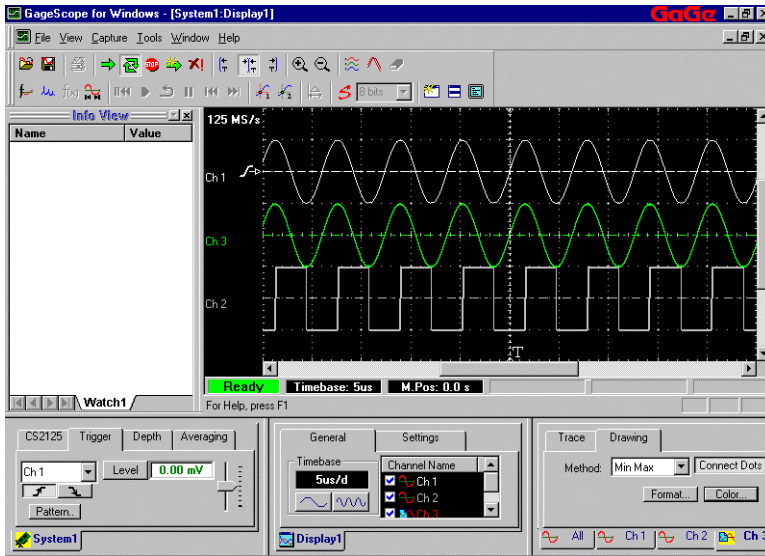 GageScope for Windows - [System1:Display1]
GaGe
File View Capture Tools Window Help
STOP
f(x)
S 8 bits
Info View
Name Value
125 MS/s
Ch 1
Ch 3
Ch 2
T
Ready Timebase: 5us M.Pos: 0.0 s
Watch1
For Help, press F1
CS2125 Trigger Depth Averaging
Ch 1 Level 0.00 mV
Pattern..
System1
General Settings
Timebase
5us/d
Channel Name
Ch 1
Ch 2
Ch 3
Display1
Trace Drawing
Method: Min Max Connect Dots
Format... Color...
All Ch 1 Ch 2 Ch 3